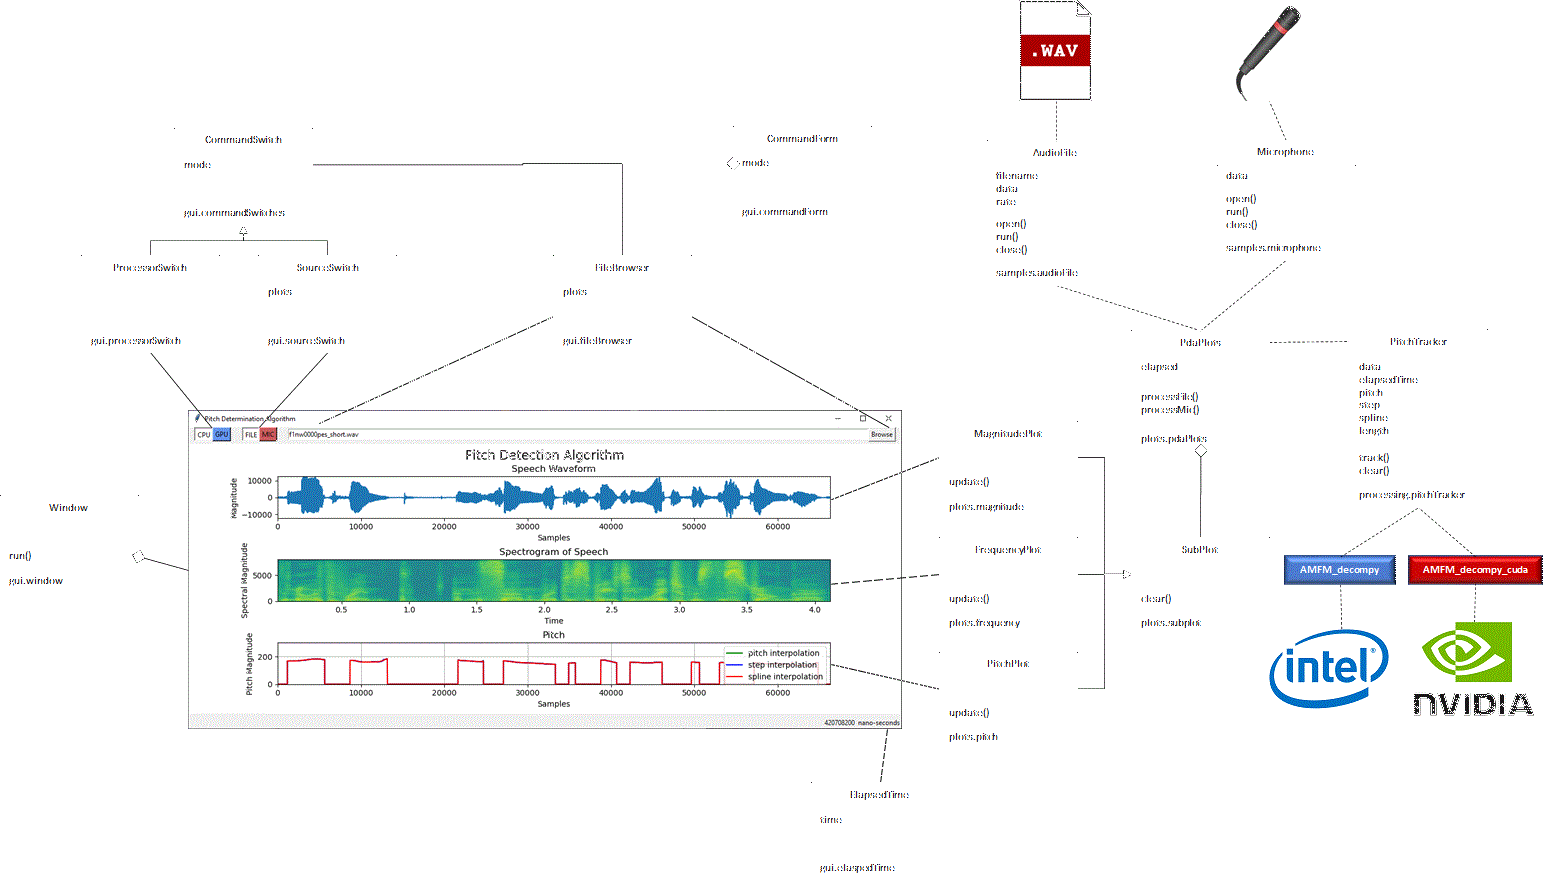 .WAV
CommandSwitch
mode
gui.commandSwitches
CommandForm
mode
gui.commandForm
AudioFile
filename
data
rate
open()
run()
close()
samples.audioFile
Microphone
data
open()
run()
close()
samples.microphone
ProcessorSwitch
gui.processorSwitch
SourceSwitch
plots
gui.sourceSwitch
FileBrowser
plots
gui.fileBrowser
PdaPlots
elapsed
processFile()
processMic()
plots.pdaPlots
PitchTracker
data
elapsedTime
pitch
step
spline
length
track()
clear()
processing.pitchTracker
Pitch Determination Algorithm
CPU GPU FILE MIC f1nw0000pes_short.wav Browse
Pitch Detection Algorithm
Speech Waveform
Magnitude
10000
0
−10000
0 10000 20000 30000 40000 50000 60000
Samples
Spectrogram of Speech
Spectral Magnitude
5000
0
0.5 1.0 1.5 2.0 2.5 3.0 3.5 4.0
Time
Pitch
Pitch Magnitude
200
0
pitch interpolation
step interpolation
spline interpolation
0 10000 20000 30000 40000 50000 60000
Samples
420708200 nano-seconds
Window
run()
gui.window
MagnitudePlot
update()
plots.magnitude
FrequencyPlot
update()
plots.frequency
PitchPlot
update()
plots.pitch
SubPlot
clear()
plots.subplot
AMFM_decompy
AMFM_decompy_cuda
intel®
NVIDIA
ElapsedTime
time
gui.elaspedTime